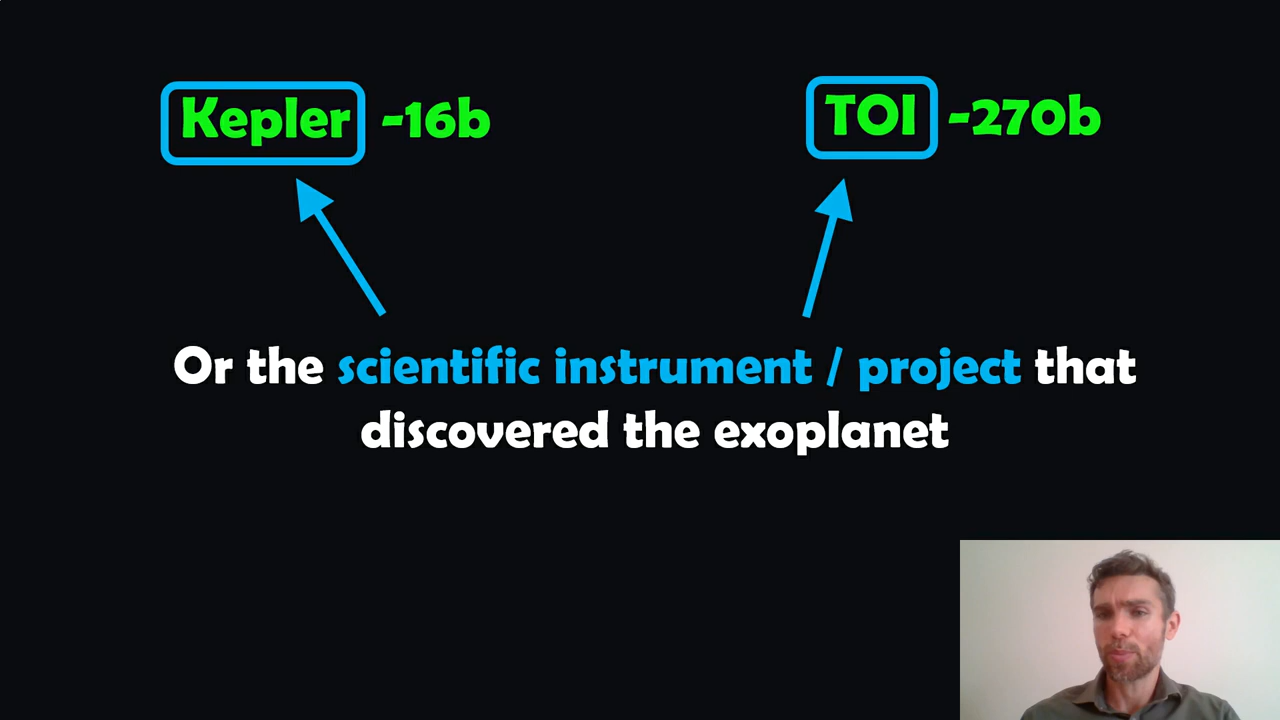 Kepler -16b
TOI -270b
Or the scientific instrument / project that
discovered the exoplanet